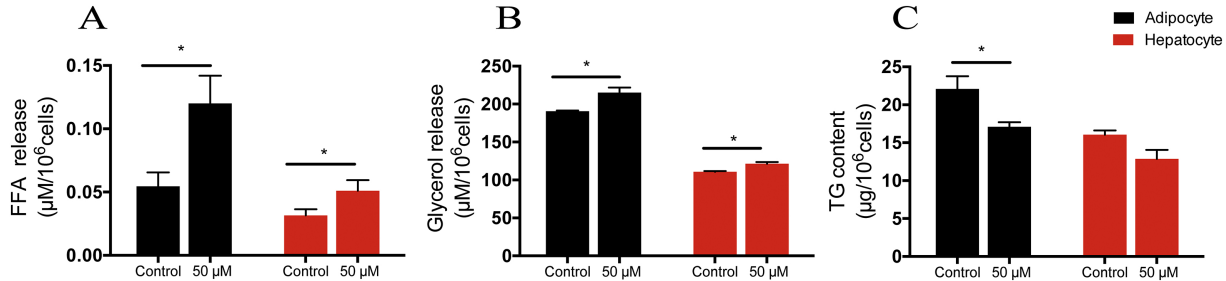 A
FFA release
(µM/10⁶cells)
0.15
0.10
0.05
0.00
*
*
Control
50 µM
Control
50 µM
B
Glycerol release
(µM/10⁶cells)
250
200
150
100
50
0
*
*
Control
50 µM
Control
50 µM
C
TG content
(µg/10⁶cells)
25
20
15
10
5
0
*
Control
50 µM
Control
50 µM
Adipocyte
Hepatocyte